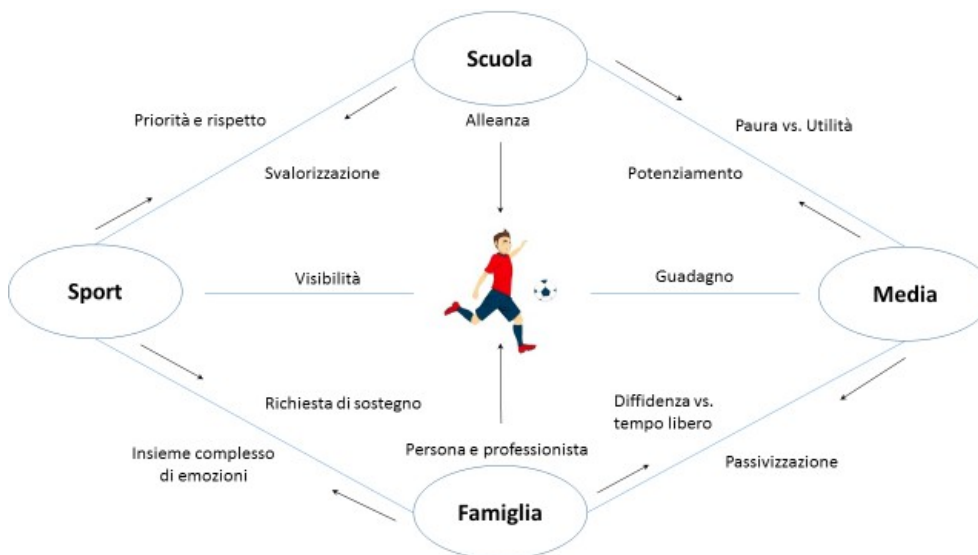 Scuola
Priorità e rispetto
Alleanza
Paura vs. Utilità
Svalorizzazione
Potenziamento
Sport
Visibilità
Guadagno
Media
Richiesta di sostegno
Diffidenza vs.
tempo libero
Insieme complesso
di emozioni
Persona e professionista
Passivizzazione
Famiglia